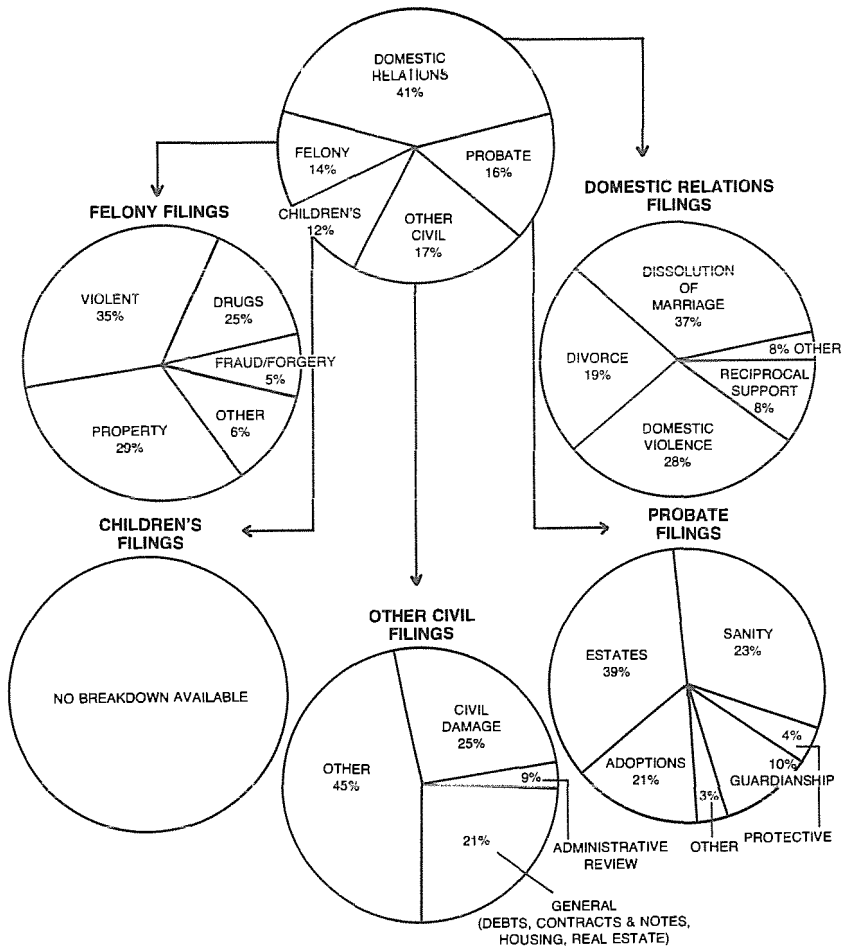 DOMESTIC
RELATIONS
41%
FELONY
14%
PROBATE
16%
CHILDREN'S
12%
OTHER
CIVIL
17%
FELONY FILINGS
VIOLENT
35%
DRUGS
25%
FRAUD/FORGERY
5%
PROPERTY
29%
OTHER
6%
DOMESTIC RELATIONS
FILINGS
DISSOLUTION
OF
MARRIAGE
37%
8% OTHER
DIVORCE
19%
RECIPROCAL
SUPPORT
8%
DOMESTIC
VIOLENCE
28%
CHILDREN'S
FILINGS
NO BREAKDOWN AVAILABLE
OTHER CIVIL
FILINGS
CIVIL
DAMAGE
25%
OTHER
45%
9%
ADMINISTRATIVE
REVIEW
21%
GENERAL
(DEBTS, CONTRACTS & NOTES,
HOUSING, REAL ESTATE)
PROBATE
FILINGS
SANITY
23%
ESTATES
39%
4%
PROTECTIVE
10%
GUARDIANSHIP
ADOPTIONS
21%
3%
OTHER